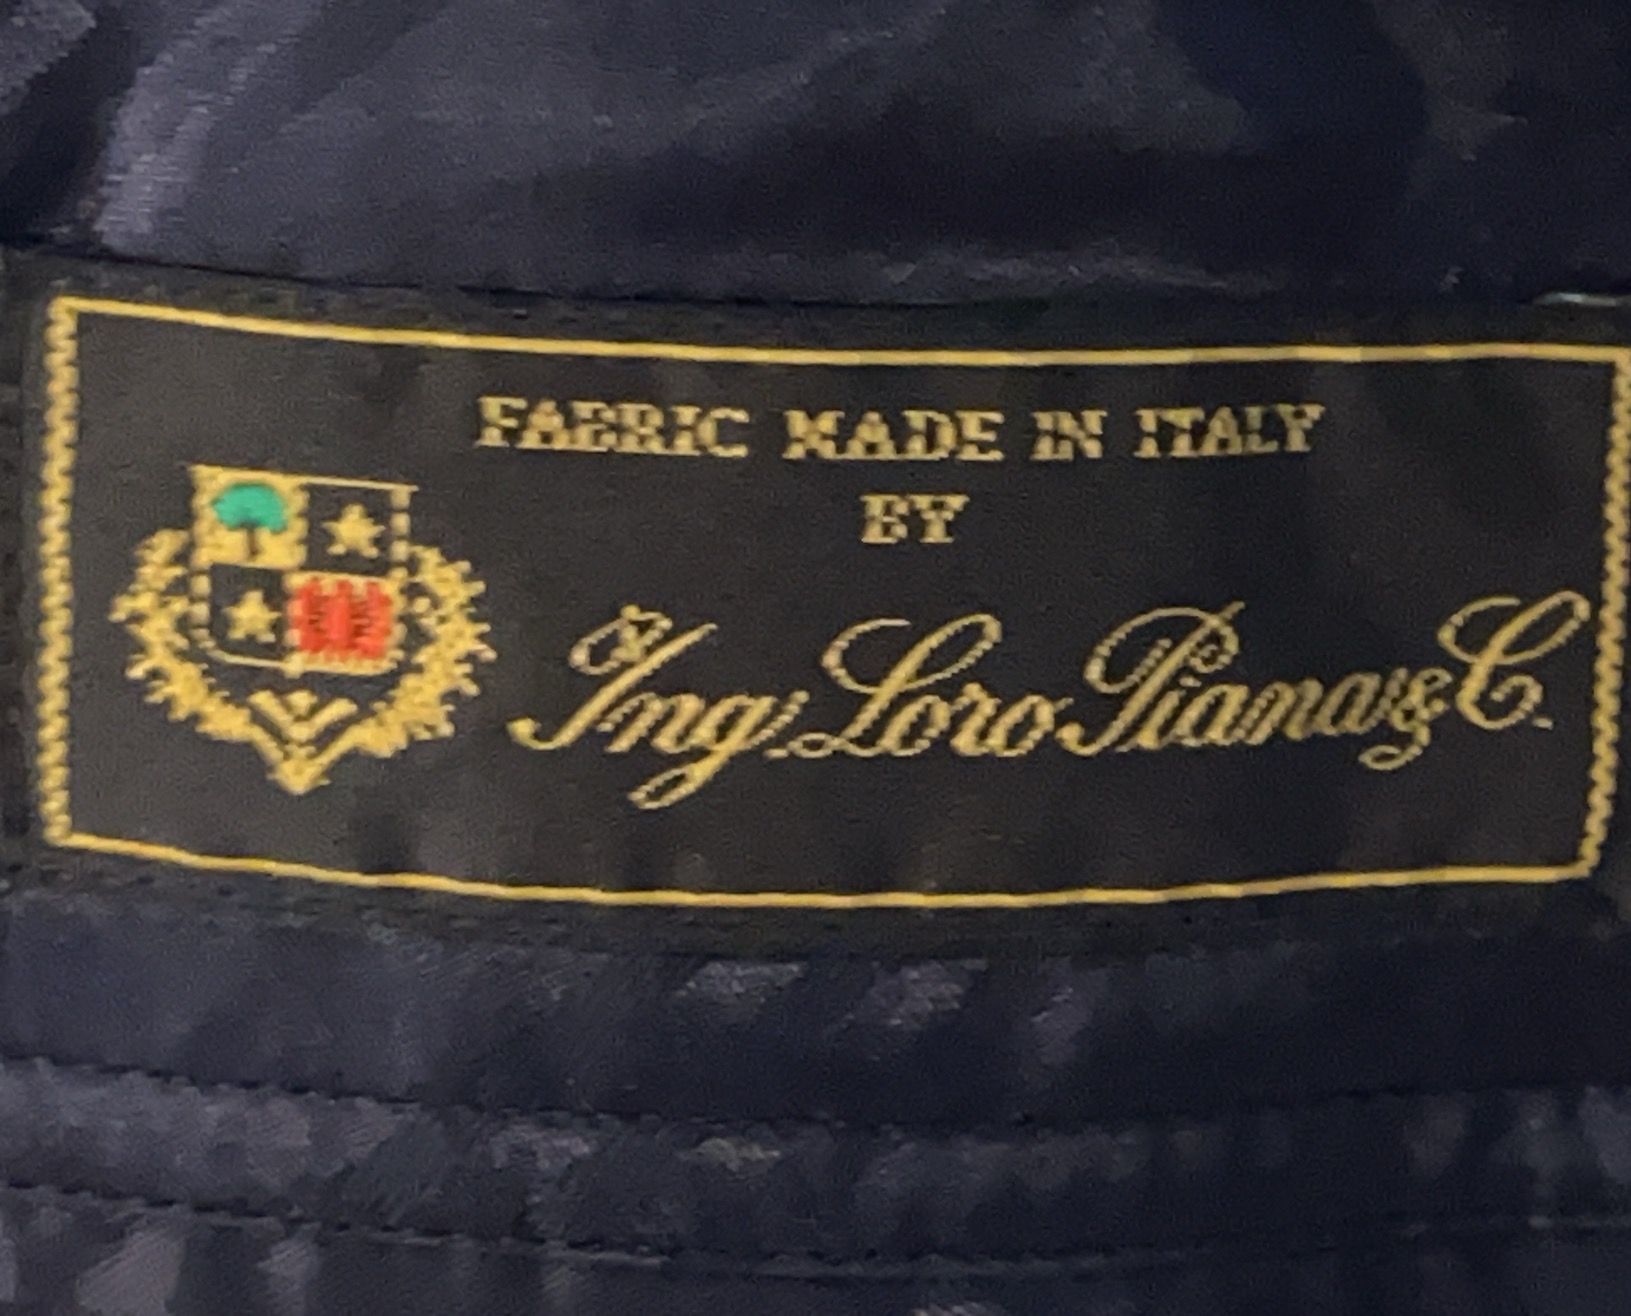 FABRIC MADE IN ITALY
BY
Ing. Loro Piana & C.